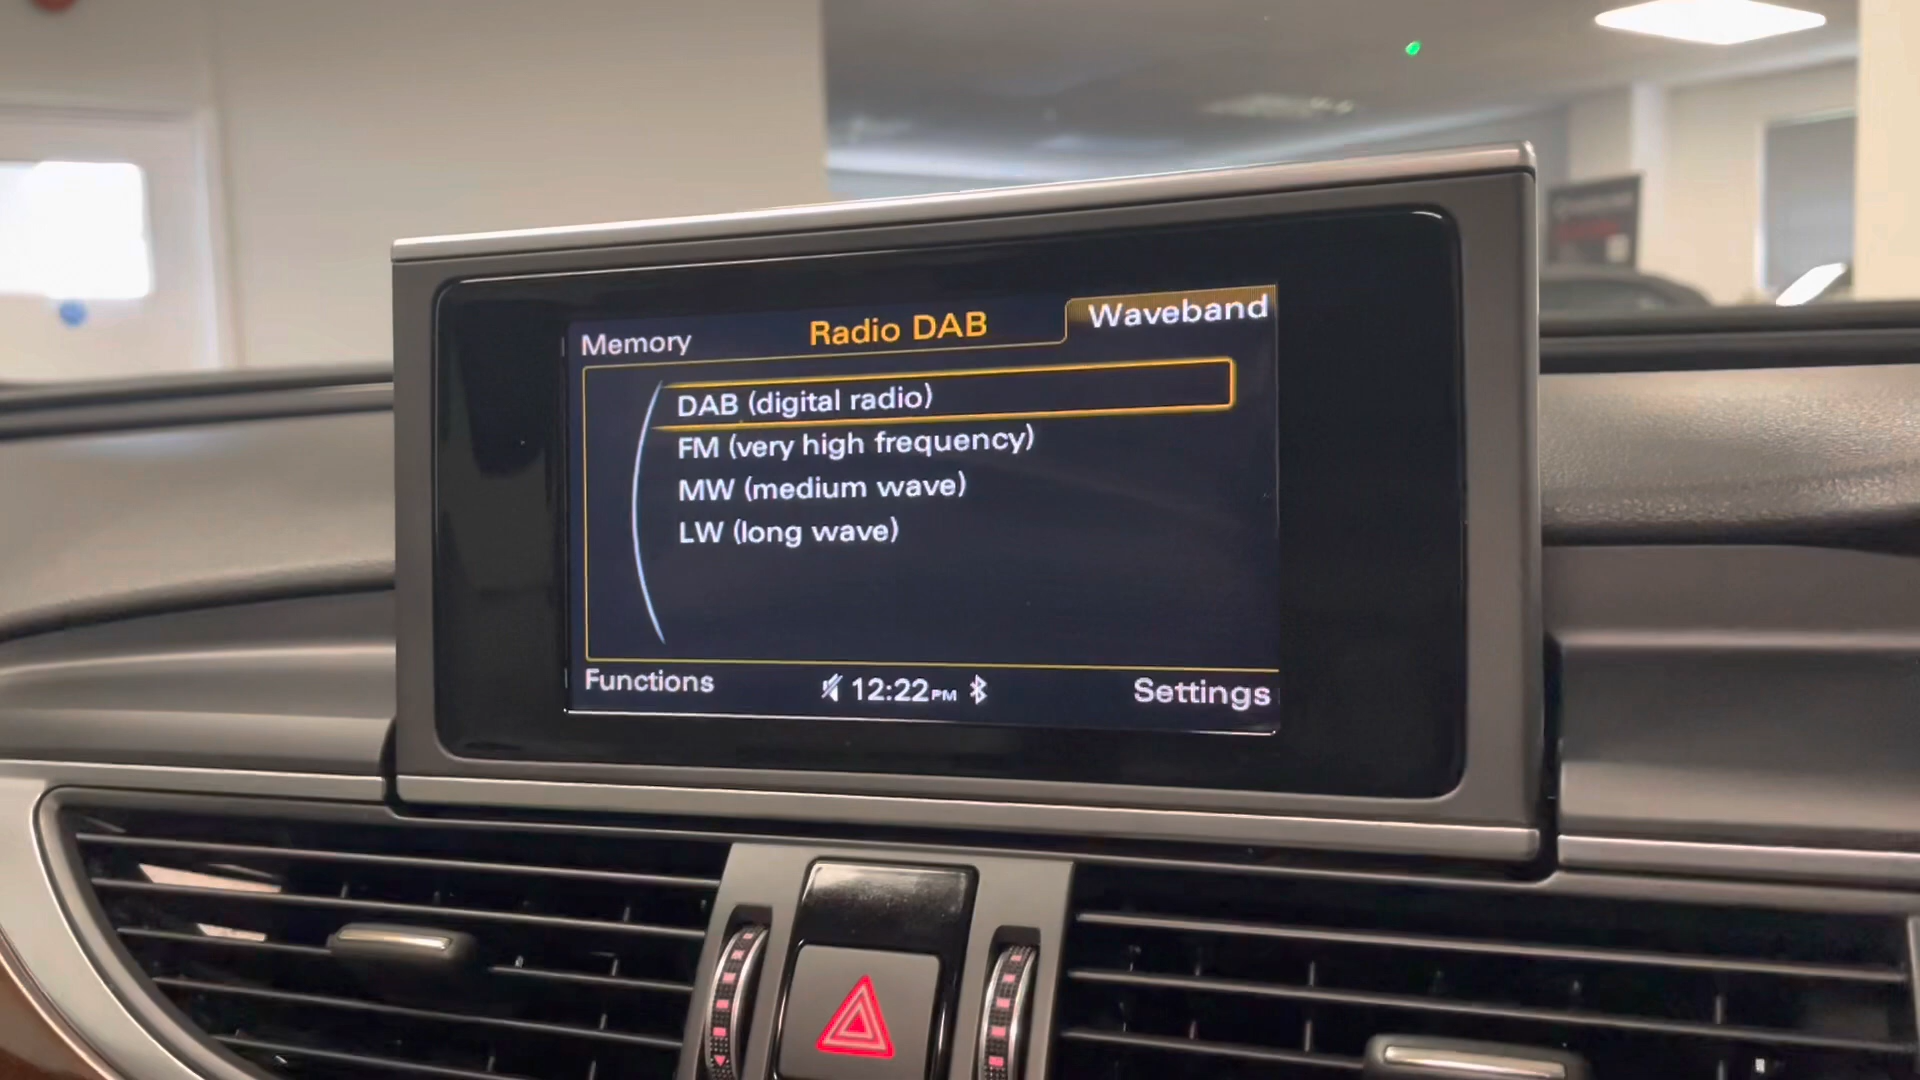 Memory
Radio DAB
Waveband
DAB (digital radio)
FM (very high frequency)
MW (medium wave)
LW (long wave)
Functions
12:22 PM
Settings